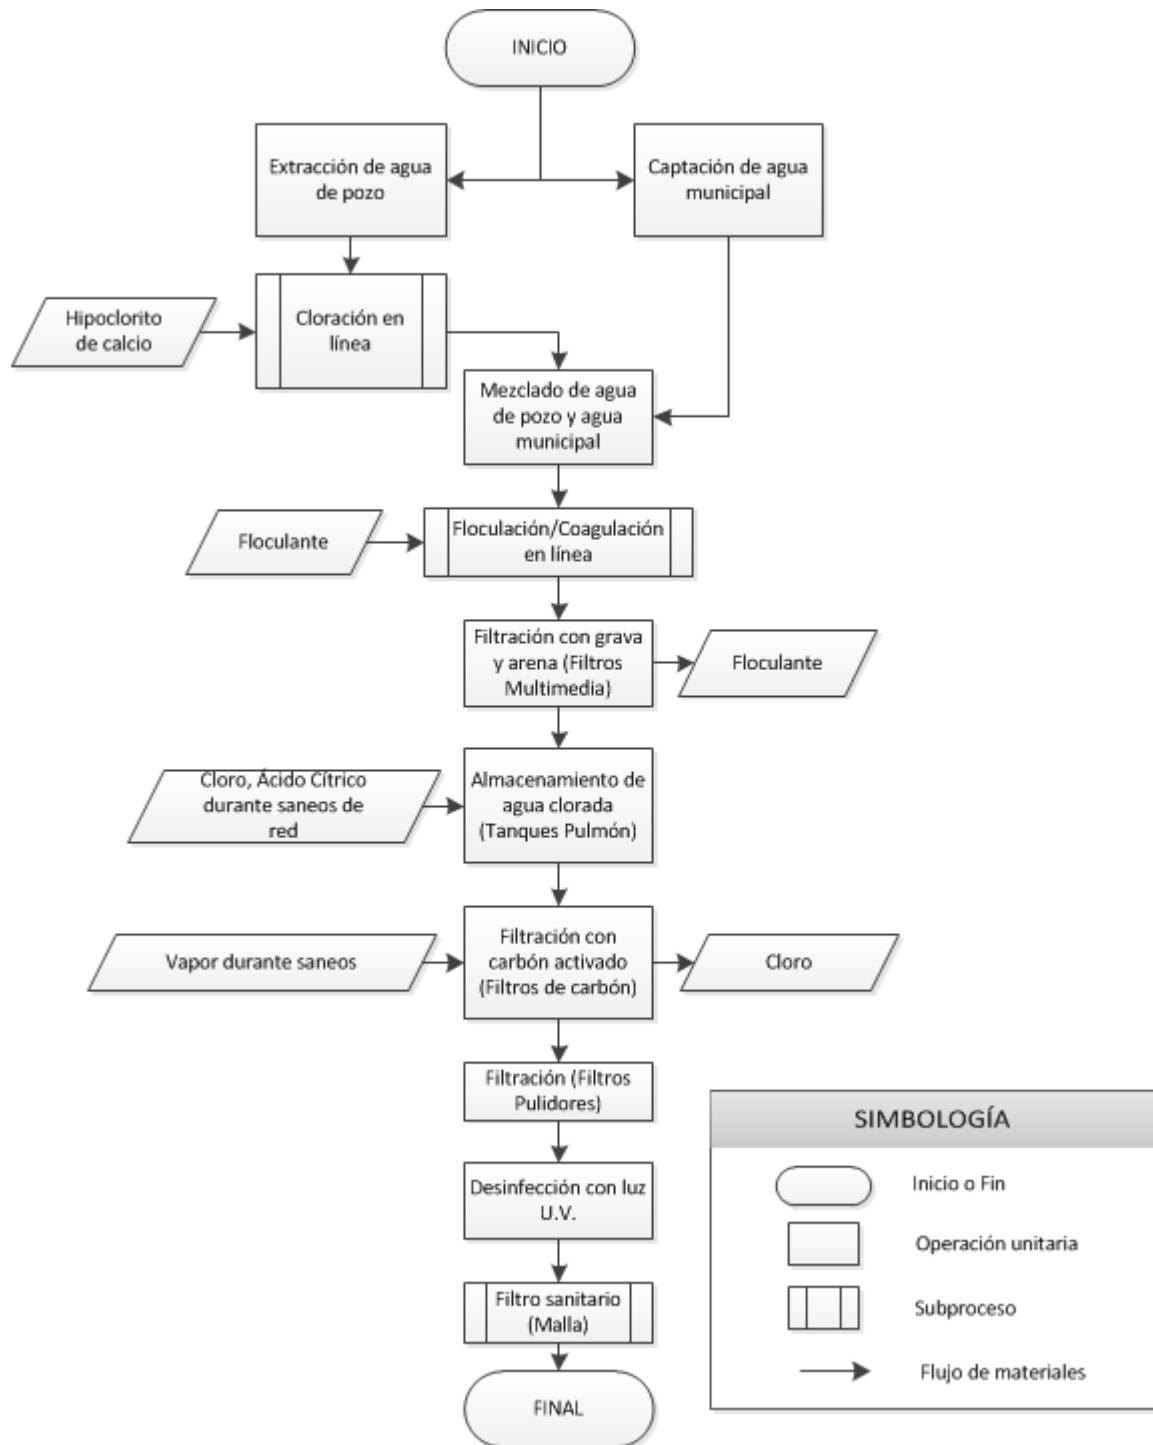 INICIO
Extracción de agua
de pozo
Captación de agua
municipal
Hipoclorito
de calcio
Cloración en
línea
Mezclado de agua
de pozo y agua
municipal
Floculante
Floculación/Coagulación
en línea
Filtración con grava
y arena (Filtros
Multimedia)
Floculante
Cloro, Ácido Cítrico
durante saneos de
red
Almacenamiento de
agua clorada
(Tanques Pulmón)
Vapor durante saneos
Filtración con
carbón activado
(Filtros de carbón)
Cloro
Filtración (Filtros
Pulidores)
Desinfección con luz
U.V.
Filtro sanitario
(Malla)
FINAL
SIMBOLOGÍA
Inicio o Fin
Operación unitaria
Subproceso
Flujo de materiales